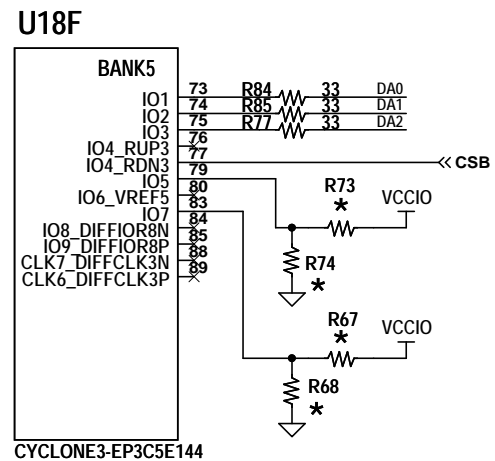 U18F
BANK5
IO1 73 R84 33 DA0
IO2 74 R85 33 DA1
IO3 75 R77 33 DA2
IO4_RUP3 76
IO4_RDN3 77 CSB
IO5 79
IO6_VREF5 80
IO7 83
IO8_DIFFIOR8N 84
IO9_DIFFIOR8P 85
CLK7_DIFFCLK3N 88
CLK6_DIFFCLK3P 89
R73 VCCIO
*
R74
*
R67 VCCIO
*
R68
*
CYCLONE3-EP3C5E144